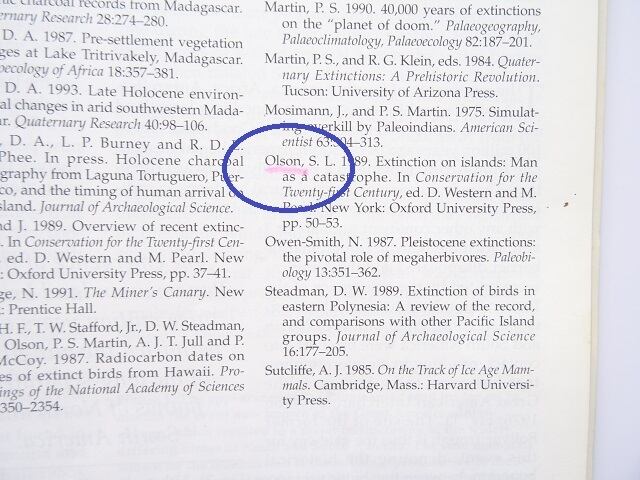 ic charcoal records from Madagascar.
ernary Research 28:274–280.
D. A. 1987. Pre-settlement vegetation
ges at Lake Tritrivakely, Madagascar.
oecology of Africa 18:357–381.
D. A. 1993. Late Holocene environ-
al changes in arid southwestern Mada-
ar. Quaternary Research 40:98–106.
, D. A., L. P. Burney and R. D. E.
Phee. In press. Holocene charcoal
igraphy from Laguna Tortuguero, Puer-
co, and the timing of human arrival on
sland. Journal of Archaeological Science.
nd J. 1989. Overview of recent extinc-
. In Conservation for the Twenty-first Cen-
ed. D. Western and M. Pearl. New
: Oxford University Press, pp. 37–41.
ge, N. 1991. The Miner's Canary. New
: Prentice Hall.
H. F., T. W. Stafford, Jr., D. W. Steadman,
Olson, P. S. Martin, A. J. T. Jull and P.
McCoy. 1987. Radiocarbon dates on
es of extinct birds from Hawaii. Pro-
ings of the National Academy of Sciences
350–2354.
Martin, P. S. 1990. 40,000 years of extinctions
on the "planet of doom." Palaeogeography,
Palaeoclimatology, Palaeoecology 82:187–201.
Martin, P. S., and R. G. Klein, eds. 1984. Quater-
nary Extinctions: A Prehistoric Revolution.
Tucson: University of Arizona Press.
Mosimann, J., and P. S. Martin. 1975. Simulat-
ing overkill by Paleoindians. American Sci-
entist 63:304–313.
Olson, S. L. 1989. Extinction on islands: Man
as a catastrophe. In Conservation for the
Twenty-first Century, ed. D. Western and M.
Pearl. New York: Oxford University Press,
pp. 50–53.
Owen-Smith, N. 1987. Pleistocene extinctions:
the pivotal role of megaherbivores. Paleobi-
ology 13:351–362.
Steadman, D. W. 1989. Extinction of birds in
eastern Polynesia: A review of the record,
and comparisons with other Pacific Island
groups. Journal of Archaeological Science
16:177–205.
Sutcliffe, A. J. 1985. On the Track of Ice Age Mam-
mals. Cambridge, Mass.: Harvard Universi-
ty Press.